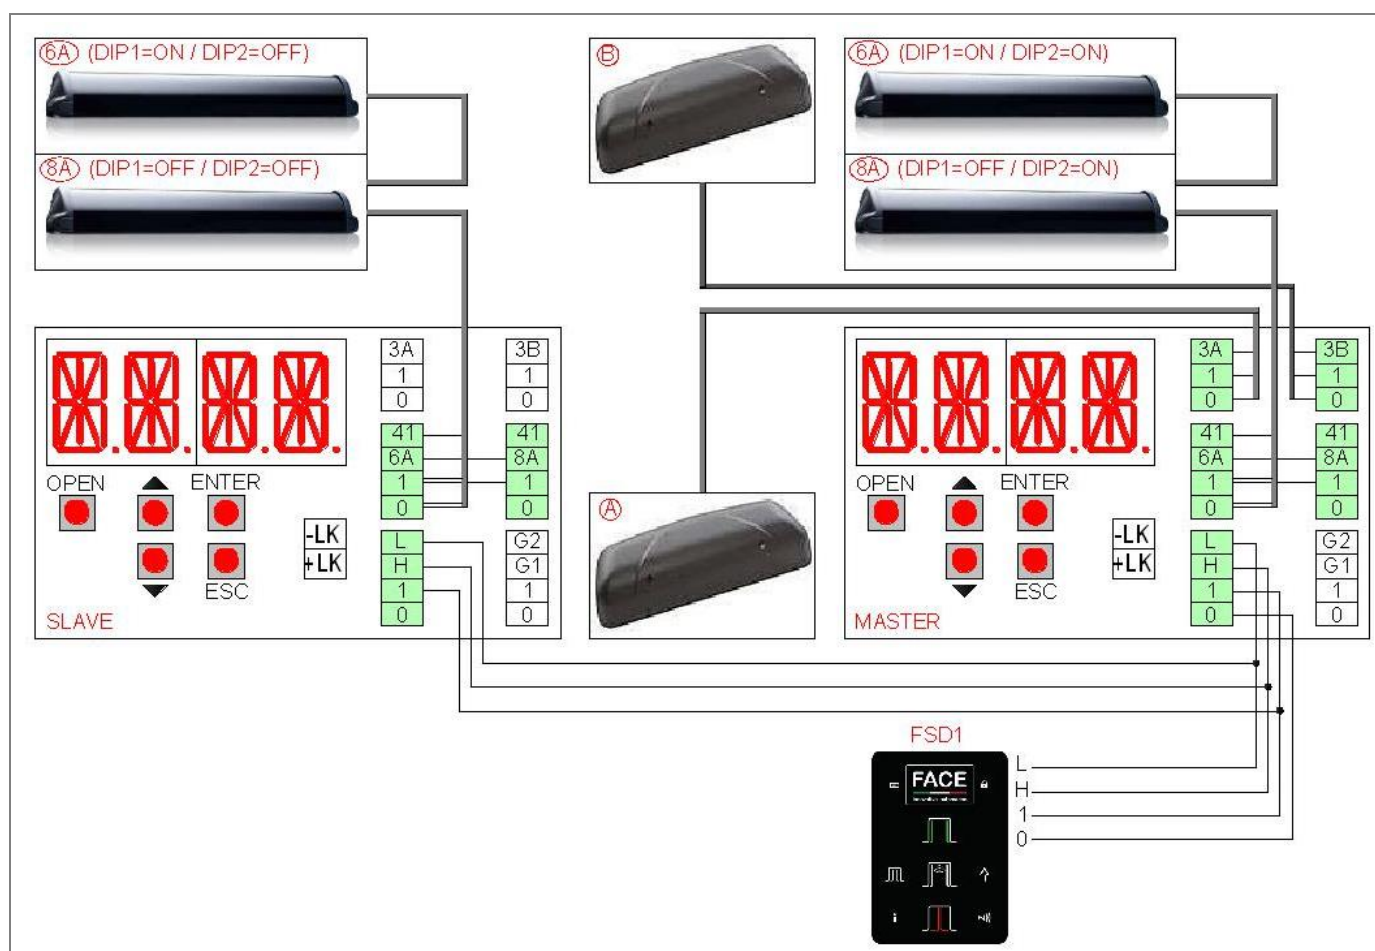 6A (DIP1=ON / DIP2=OFF)
8A (DIP1=OFF / DIP2=OFF)
B
6A (DIP1=ON / DIP2=ON)
8A (DIP1=OFF / DIP2=ON)
3A
1
0
3B
1
0
41
6A
1
0
41
8A
1
0
OPEN
ENTER
ESC
-LK
+LK
L
H
1
0
G2
G1
1
0
SLAVE
A
3A
1
0
3B
1
0
41
6A
1
0
41
8A
1
0
OPEN
ENTER
ESC
-LK
+LK
L
H
1
0
G2
G1
1
0
MASTER
FSD1
FACE
L
H
1
0